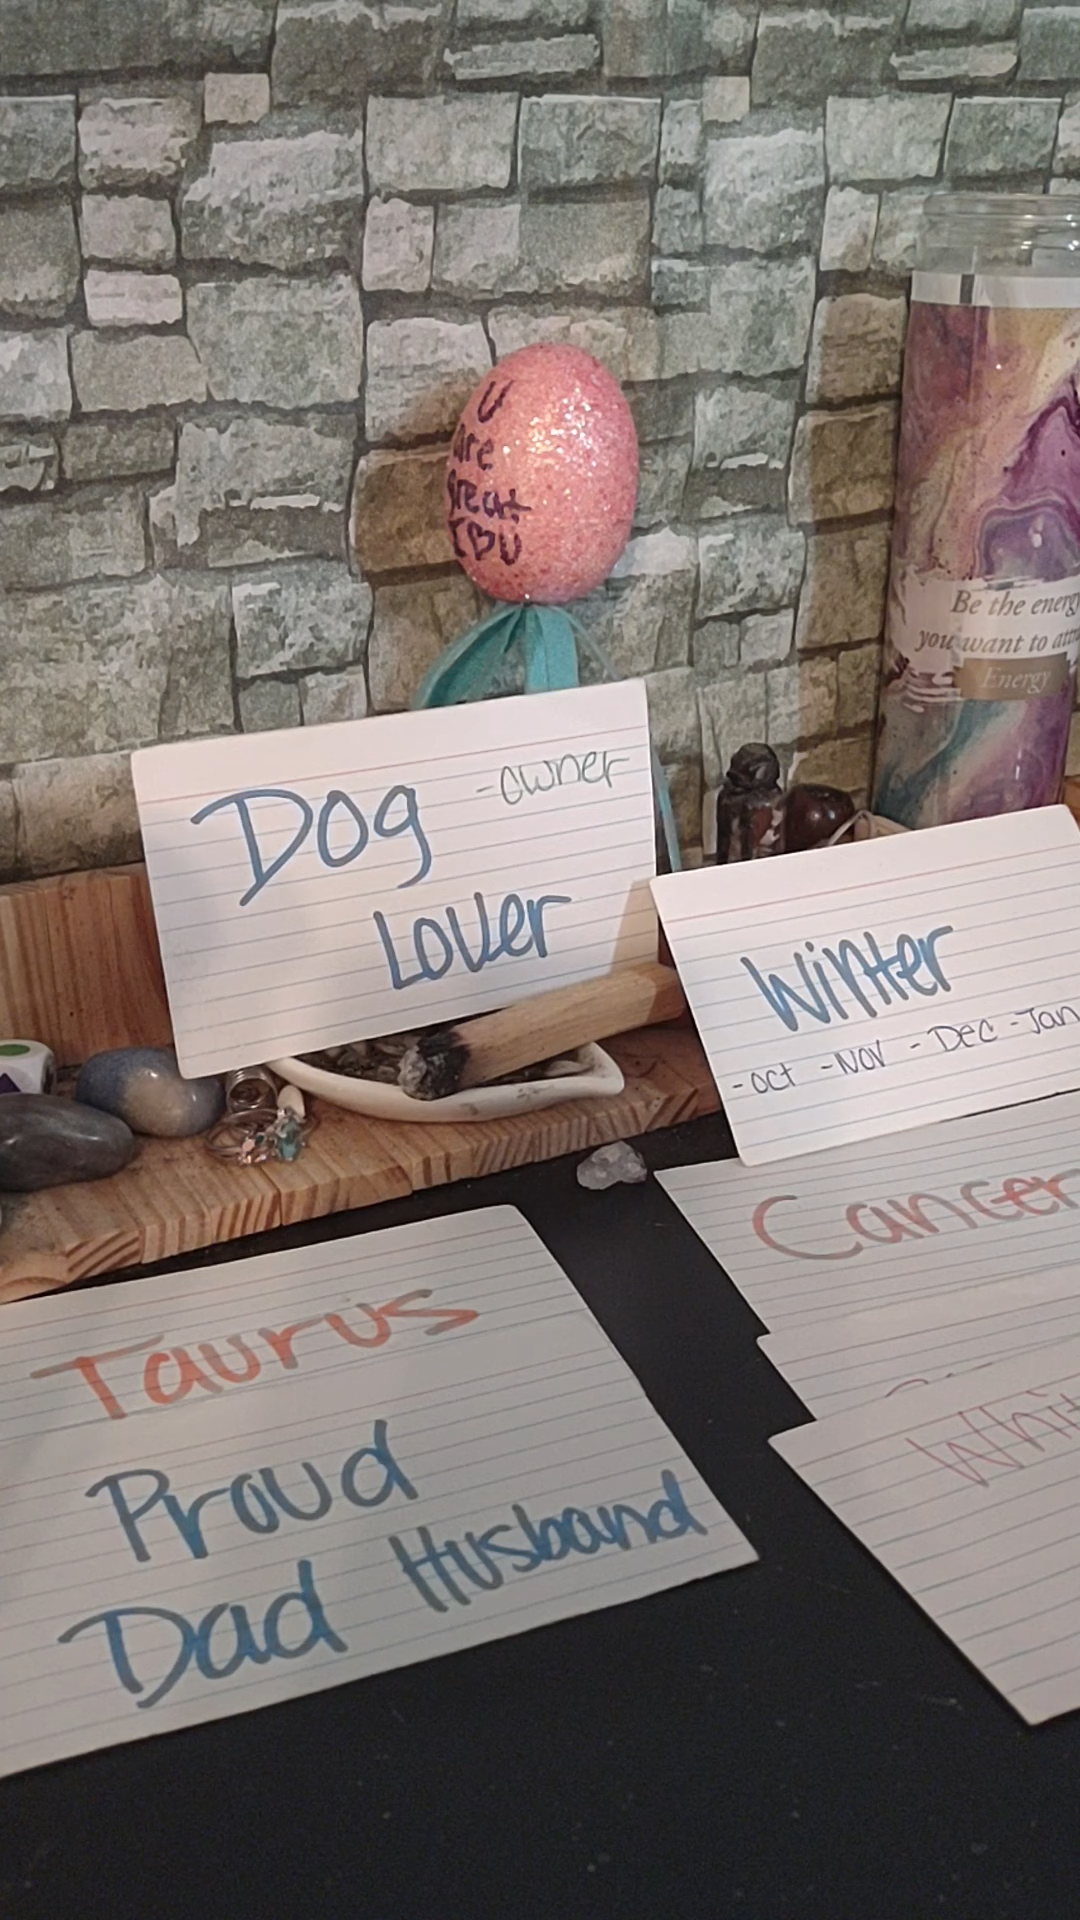 U
are
great
I ♡ U
Be the energy
you want to
Energy
Dog -owner
Lover
Winter
-oct -Nov -Dec -Jan
Cancer
Taurus
Proud
Dad Husband